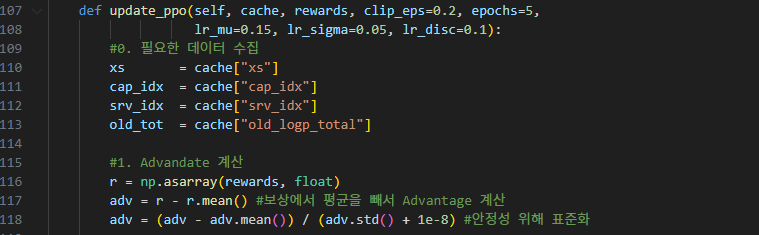 107 def update_ppo(self, cache, rewards, clip_eps=0.2, epochs=5,
108 lr_mu=0.15, lr_sigma=0.05, lr_disc=0.1):
109 #0. 필요한 데이터 수집
110 xs = cache["xs"]
111 cap_idx = cache["cap_idx"]
112 srv_idx = cache["srv_idx"]
113 old_tot = cache["old_logp_total"]
114
115 #1. Advandate 계산
116 r = np.asarray(rewards, float)
117 adv = r - r.mean() #보상에서 평균을 빼서 Advantage 계산
118 adv = (adv - adv.mean()) / (adv.std() + 1e-8) #안정성 위해 표준화